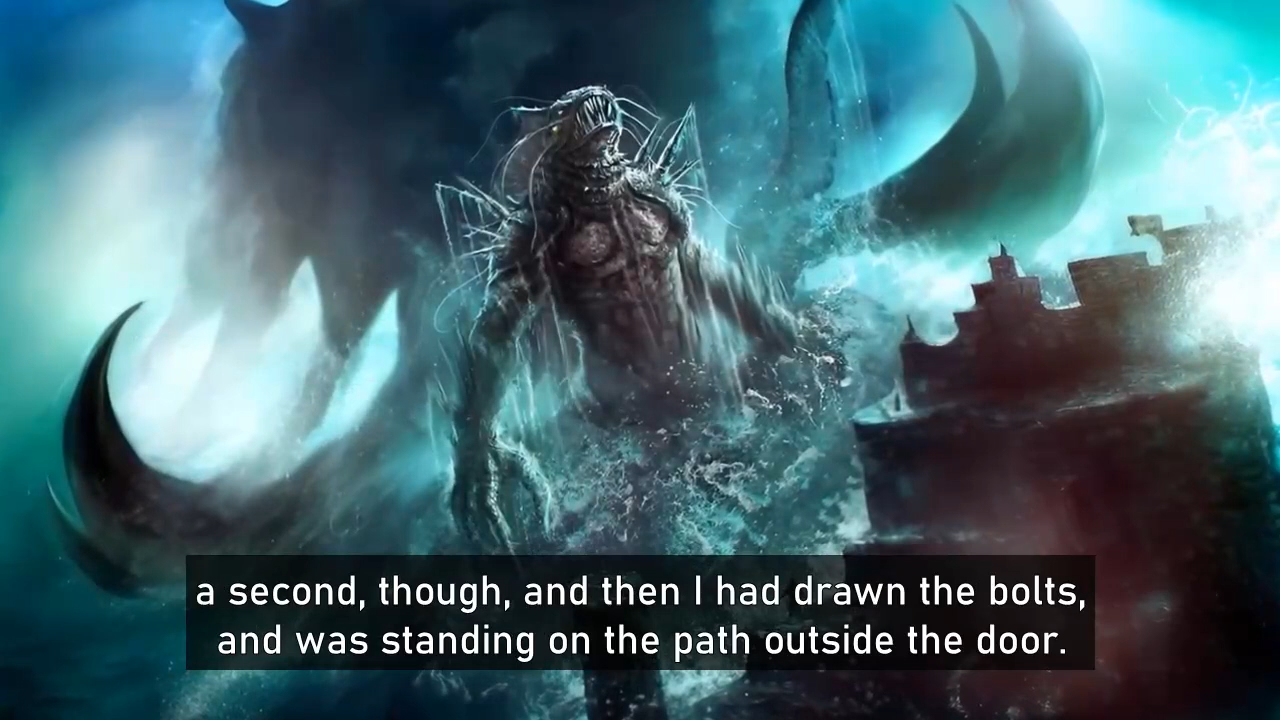 a second, though, and then I had drawn the bolts,
and was standing on the path outside the door.